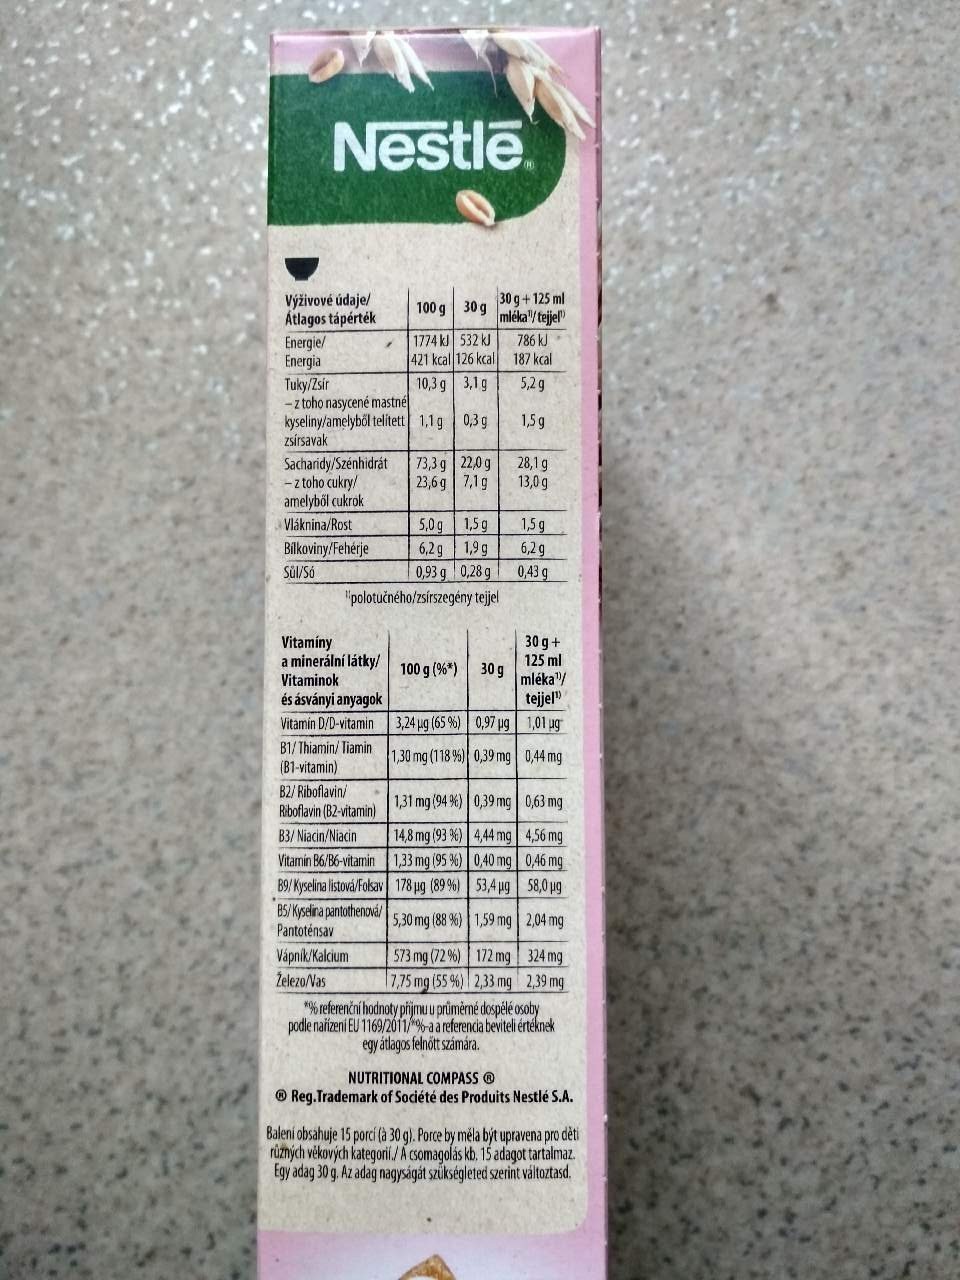 Nestlé®
Výživové údaje/ 100 g 30 g 30 g + 125 ml
Átlagos tápérték mléka¹⁾/tejjel¹⁾
Energie/ 1774 kJ 532 kJ 786 kJ
Energia 421 kcal 126 kcal 187 kcal
Tuky/Zsír 10,3 g 3,1 g 5,2 g
– z toho nasycené mastné
kyseliny/amelyből telített 1,1 g 0,3 g 1,5 g
zsírsavak
Sacharidy/Szénhidrát 73,3 g 22,0 g 28,1 g
– z toho cukry/ 23,6 g 7,1 g 13,0 g
amelyből cukrok
Vláknina/Rost 5,0 g 1,5 g 1,5 g
Bílkoviny/Fehérje 6,2 g 1,9 g 6,2 g
Sůl/Só 0,93 g 0,28 g 0,43 g
¹⁾polotučného/zsírszegény tejjel
Vitamíny 30 g +
a minerální látky/ 100 g (%*) 30 g 125 ml
Vitaminok mléka¹⁾/
és ásványi anyagok tejjel¹⁾
Vitamín D/D-vitamin 3,24 µg (65 %) 0,97 µg 1,01 µg
B1/ Thiamin/ Tiamin 1,30 mg (118 %) 0,39 mg 0,44 mg
(B1-vitamin)
B2/ Riboflavin/ 1,31 mg (94 %) 0,39 mg 0,63 mg
Riboflavin (B2-vitamin)
B3/ Niacin/Niacin 14,8 mg (93 %) 4,44 mg 4,56 mg
Vitamín B6/B6-vitamin 1,33 mg (95 %) 0,40 mg 0,46 mg
B9/ Kyselina listová/Folsav 178 µg (89 %) 53,4 µg 58,0 µg
B5/ Kyselina pantothenová/ 5,30 mg (88 %) 1,59 mg 2,04 mg
Pantoténsav
Vápník/Kalcium 573 mg (72 %) 172 mg 324 mg
Železo/Vas 7,75 mg (55 %) 2,33 mg 2,39 mg
*% referenční hodnoty příjmu u průměrné dospělé osoby
podle nařízení EU 1169/2011/*%-a a referencia beviteli értéknek
egy átlagos felnőtt számára.
NUTRITIONAL COMPASS ®
® Reg.Trademark of Société des Produits Nestlé S.A.
Balení obsahuje 15 porcí (à 30 g). Porce by měla být upravena pro děti
různých věkových kategorií./ A csomagolás kb. 15 adagot tartalmaz.
Egy adag 30 g. Az adag nagyságát szükségleted szerint változtasd.